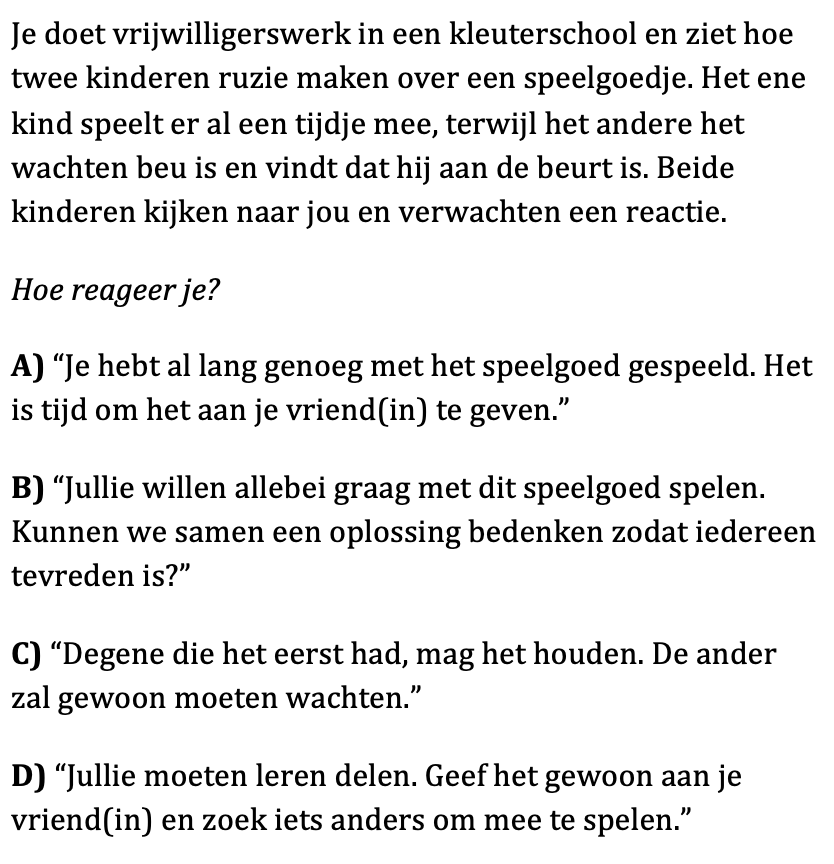 Je doet vrijwilligerswerk in een kleuterschool en ziet hoe
twee kinderen ruzie maken over een speelgoedje. Het ene
kind speelt er al een tijdje mee, terwijl het andere het
wachten beu is en vindt dat hij aan de beurt is. Beide
kinderen kijken naar jou en verwachten een reactie.
Hoe reageer je?
A) “Je hebt al lang genoeg met het speelgoed gespeeld. Het
is tijd om het aan je vriend(in) te geven.”
B) “Jullie willen allebei graag met dit speelgoed spelen.
Kunnen we samen een oplossing bedenken zodat iedereen
tevreden is?”
C) “Degene die het eerst had, mag het houden. De ander
zal gewoon moeten wachten.”
D) “Jullie moeten leren delen. Geef het gewoon aan je
vriend(in) en zoek iets anders om mee te spelen.”